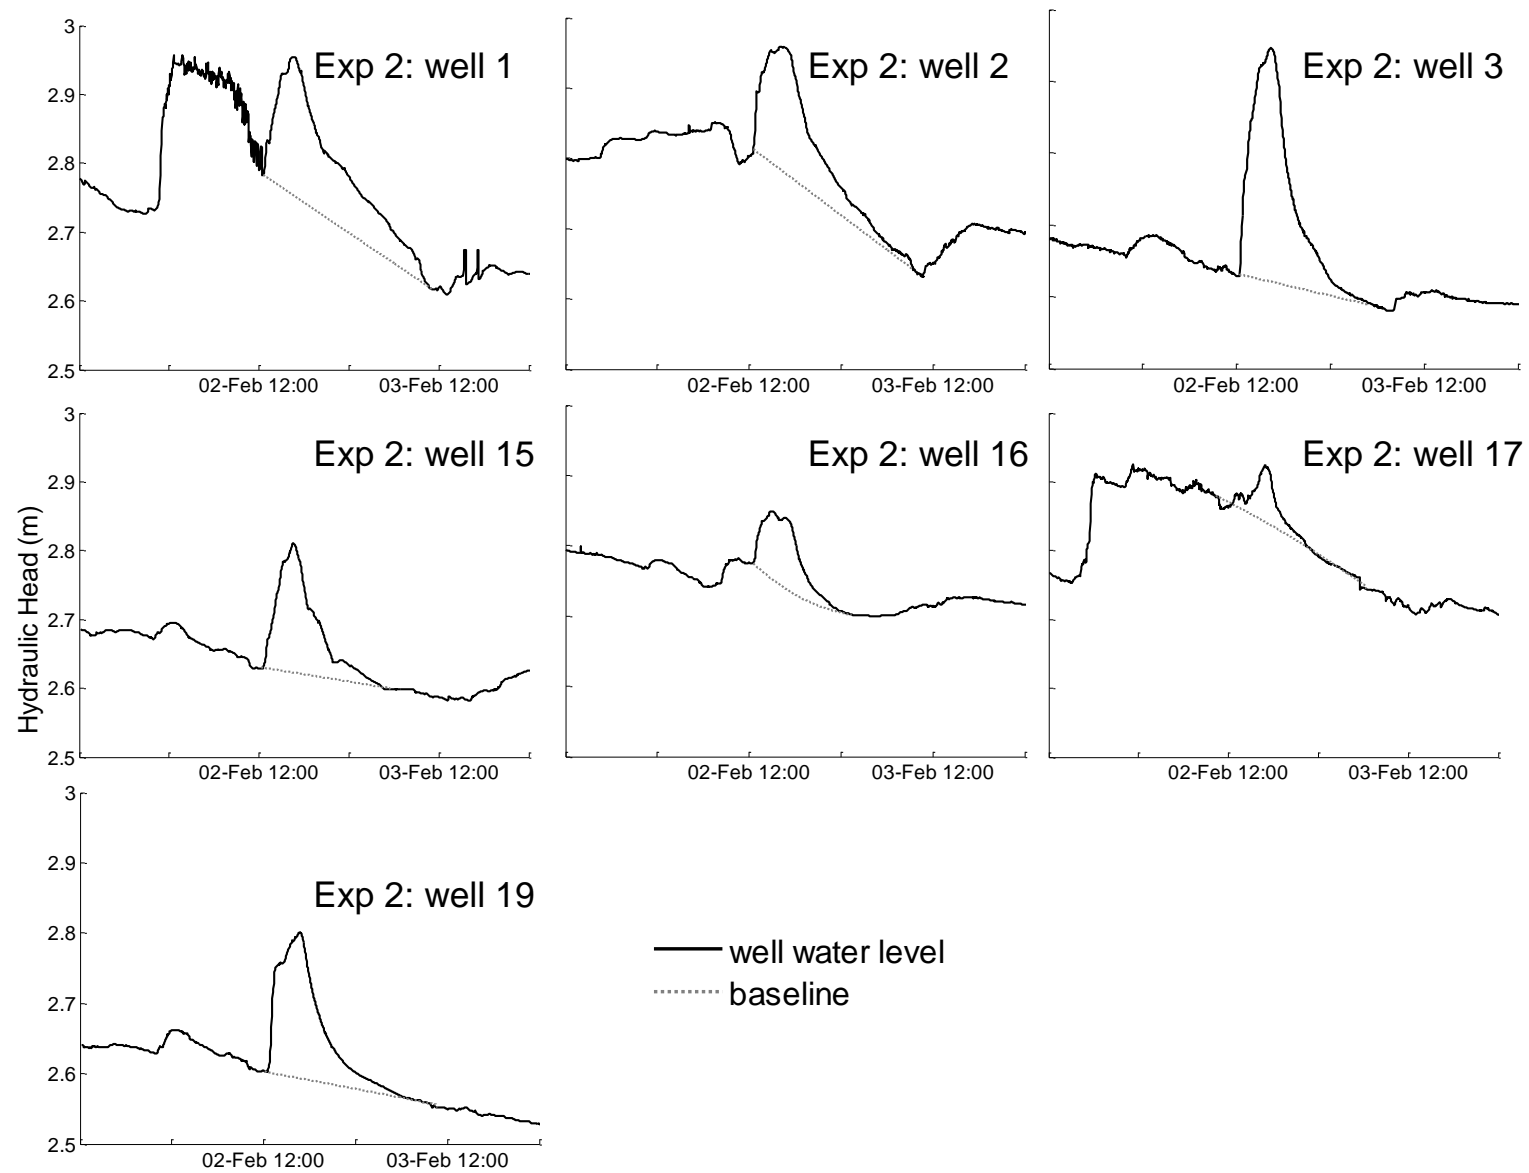 Exp 2: well 1
3
2.9
2.8
2.7
2.6
2.5
02-Feb 12:00
03-Feb 12:00
Exp 2: well 2
02-Feb 12:00
03-Feb 12:00
Exp 2: well 3
02-Feb 12:00
03-Feb 12:00
Hydraulic Head (m)
Exp 2: well 15
3
2.9
2.8
2.7
2.6
2.5
02-Feb 12:00
03-Feb 12:00
Exp 2: well 16
02-Feb 12:00
03-Feb 12:00
Exp 2: well 17
02-Feb 12:00
03-Feb 12:00
Exp 2: well 19
3
2.9
2.8
2.7
2.6
2.5
02-Feb 12:00
03-Feb 12:00
well water level
baseline